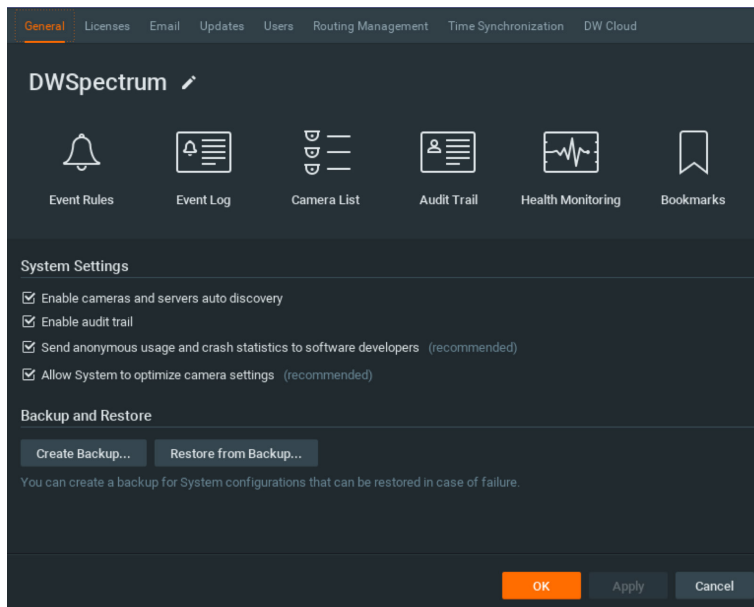 General Licenses Email Updates Users Routing Management Time Synchronization DW Cloud
DWSpectrum
Event Rules Event Log Camera List Audit Trail Health Monitoring Bookmarks
System Settings
Enable cameras and servers auto discovery
Enable audit trail
Send anonymous usage and crash statistics to software developers (recommended)
Allow System to optimize camera settings (recommended)
Backup and Restore
Create Backup... Restore from Backup...
You can create a backup for System configurations that can be restored in case of failure.
OK Apply Cancel